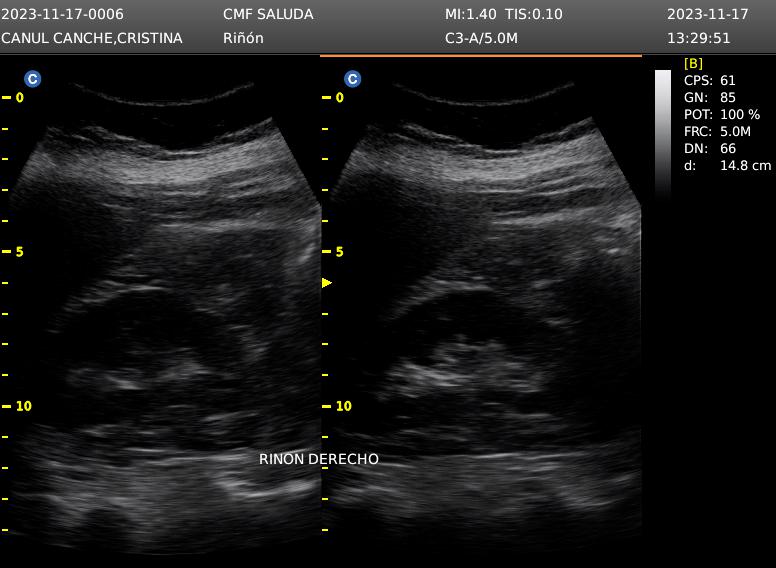 2023-11-17-0006 CMF SALUDA MI:1.40 TIS:0.10 2023-11-17
CANUL CANCHE,CRISTINA Riñón C3-A/5.0M 13:29:51
C
C
[B]
CPS: 61
GN: 85
POT: 100 %
FRC: 5.0M
DN: 66
d: 14.8 cm
0
0
5
5
10
10
RINON DERECHO